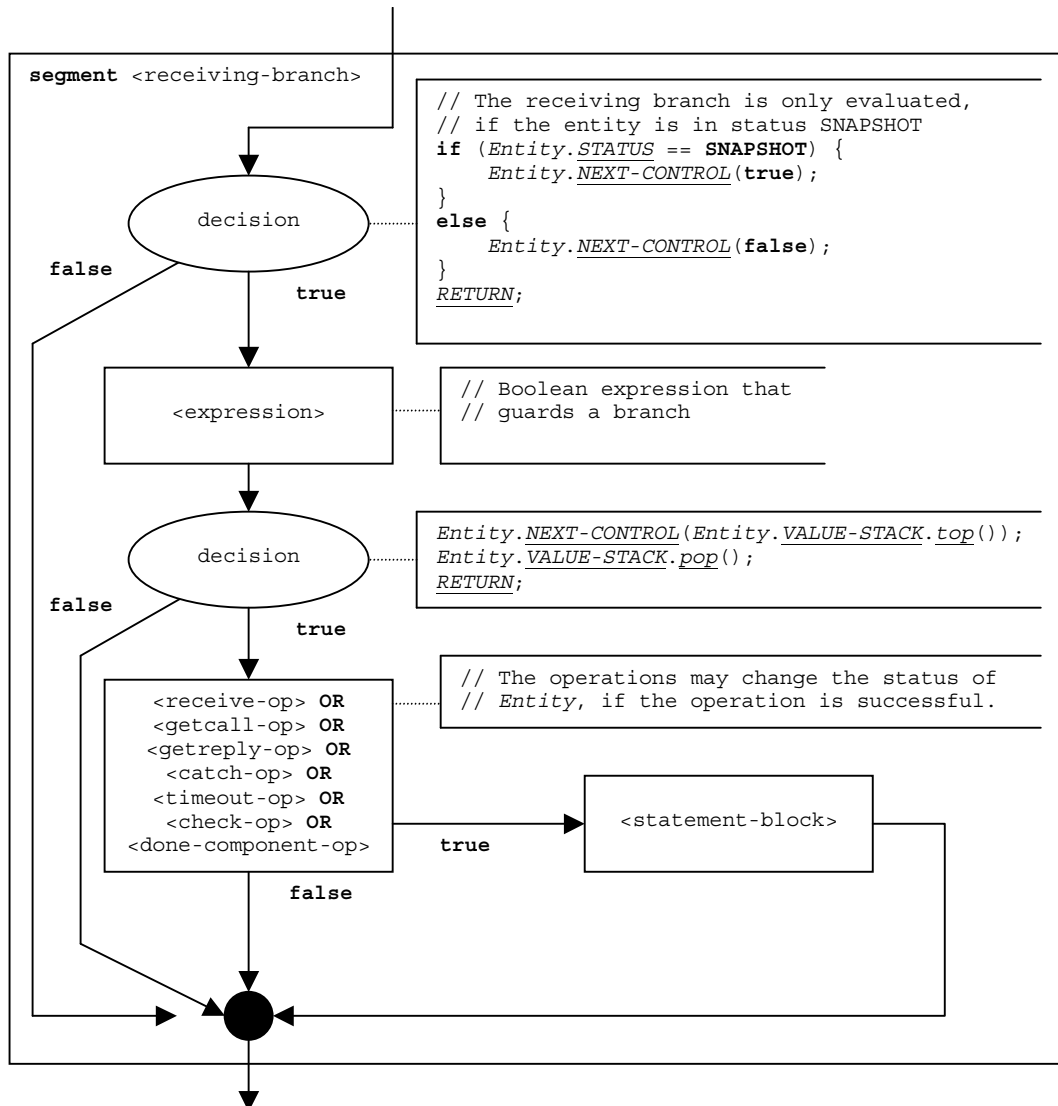 segment <receiving-branch>
// The receiving branch is only evaluated,
// if the entity is in status SNAPSHOT
if (Entity.STATUS == SNAPSHOT) {
Entity.NEXT-CONTROL(true);
}
else {
Entity.NEXT-CONTROL(false);
}
RETURN;
decision
false
true
<expression>
// Boolean expression that
// guards a branch
decision
Entity.NEXT-CONTROL(Entity.VALUE-STACK.top());
Entity.VALUE-STACK.pop();
RETURN;
false
true
// The operations may change the status of
// Entity, if the operation is successful.
<receive-op> OR
<getcall-op> OR
<getreply-op> OR
<catch-op> OR
<timeout-op> OR
<check-op> OR
<done-component-op>
true
<statement-block>
false